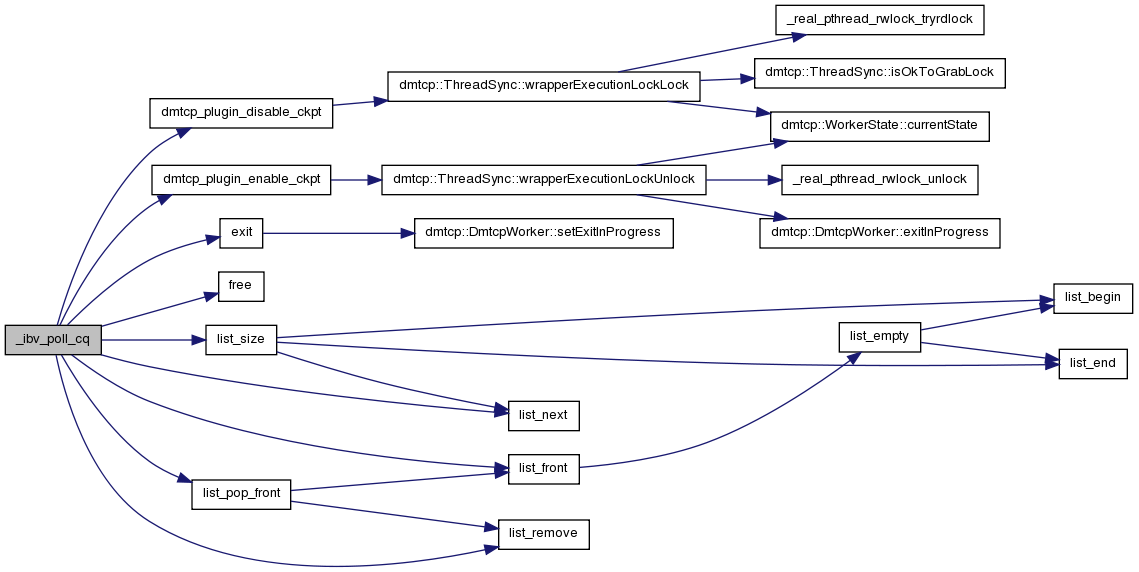 _real_pthread_rwlock_tryrdlock
dmtcp::ThreadSync::isOkToGrabLock
dmtcp::ThreadSync::wrapperExecutionLockLock
dmtcp_plugin_disable_ckpt
dmtcp::WorkerState::currentState
dmtcp_plugin_enable_ckpt
dmtcp::ThreadSync::wrapperExecutionLockUnlock
_real_pthread_rwlock_unlock
exit
dmtcp::DmtcpWorker::setExitInProgress
dmtcp::DmtcpWorker::exitInProgress
free
list_begin
_ibv_poll_cq
list_size
list_empty
list_end
list_next
list_front
list_pop_front
list_remove